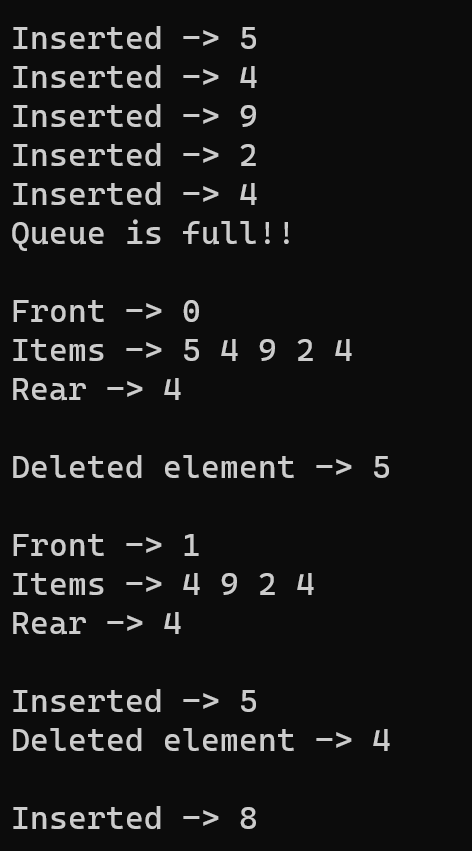 Inserted -> 5
Inserted -> 4
Inserted -> 9
Inserted -> 2
Inserted -> 4
Queue is full!!
Front -> 0
Items -> 5 4 9 2 4
Rear -> 4
Deleted element -> 5
Front -> 1
Items -> 4 9 2 4
Rear -> 4
Inserted -> 5
Deleted element -> 4
Inserted -> 8